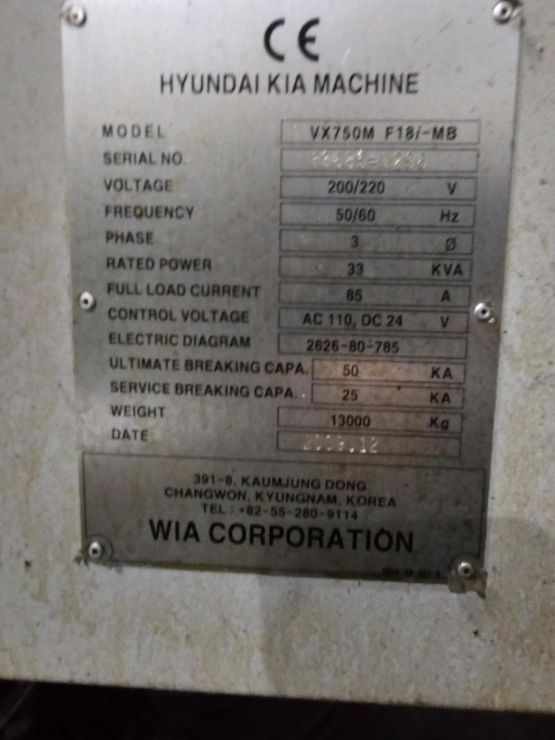 CE
HYUNDAI KIA MACHINE
MODEL VX750M F18i-MB
SERIAL NO.
VOLTAGE 200/220 V
FREQUENCY 50/60 Hz
PHASE 3 Ø
RATED POWER 33 KVA
FULL LOAD CURRENT 85 A
CONTROL VOLTAGE AC 110, DC 24 V
ELECTRIC DIAGRAM 2626-80-785
ULTIMATE BREAKING CAPA. 50 KA
SERVICE BREAKING CAPA. 25 KA
WEIGHT 13000 Kg
DATE 2009.12
391-8, KAUMJUNG DONG
CHANGWON, KYUNGNAM, KOREA
TEL : +82-55-280-9114
WIA CORPORATION